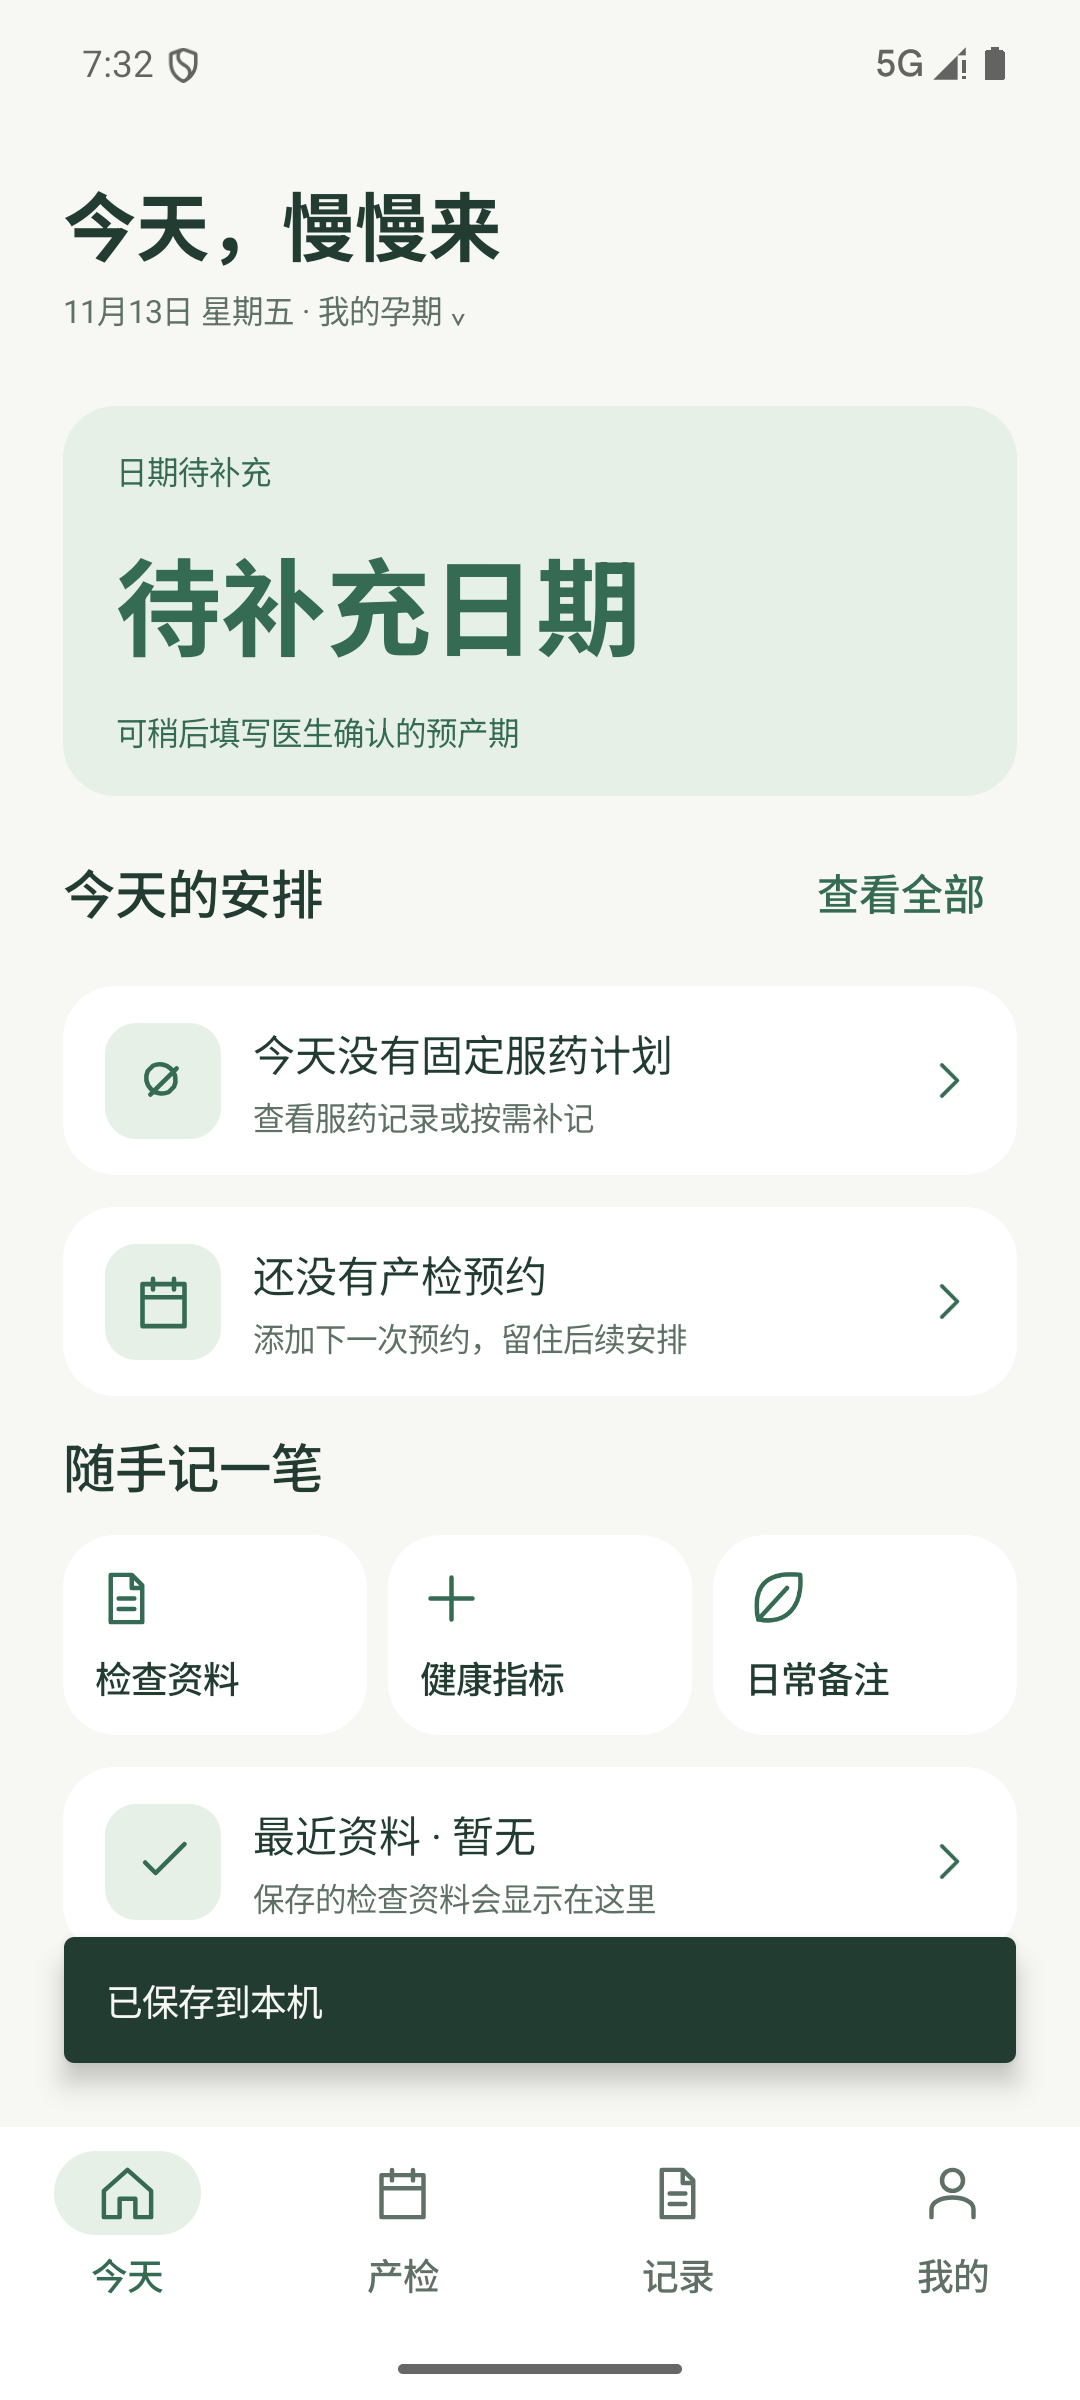 7:32
5G
今天，慢慢来
11月13日 星期五 · 我的孕期
日期待补充
待补充日期
可稍后填写医生确认的预产期
今天的安排
查看全部
今天没有固定服药计划
查看服药记录或按需补记
还没有产检预约
添加下一次预约，留住后续安排
随手记一笔
检查资料
健康指标
日常备注
最近资料 · 暂无
保存的检查资料会显示在这里
已保存到本机
今天
产检
记录
我的